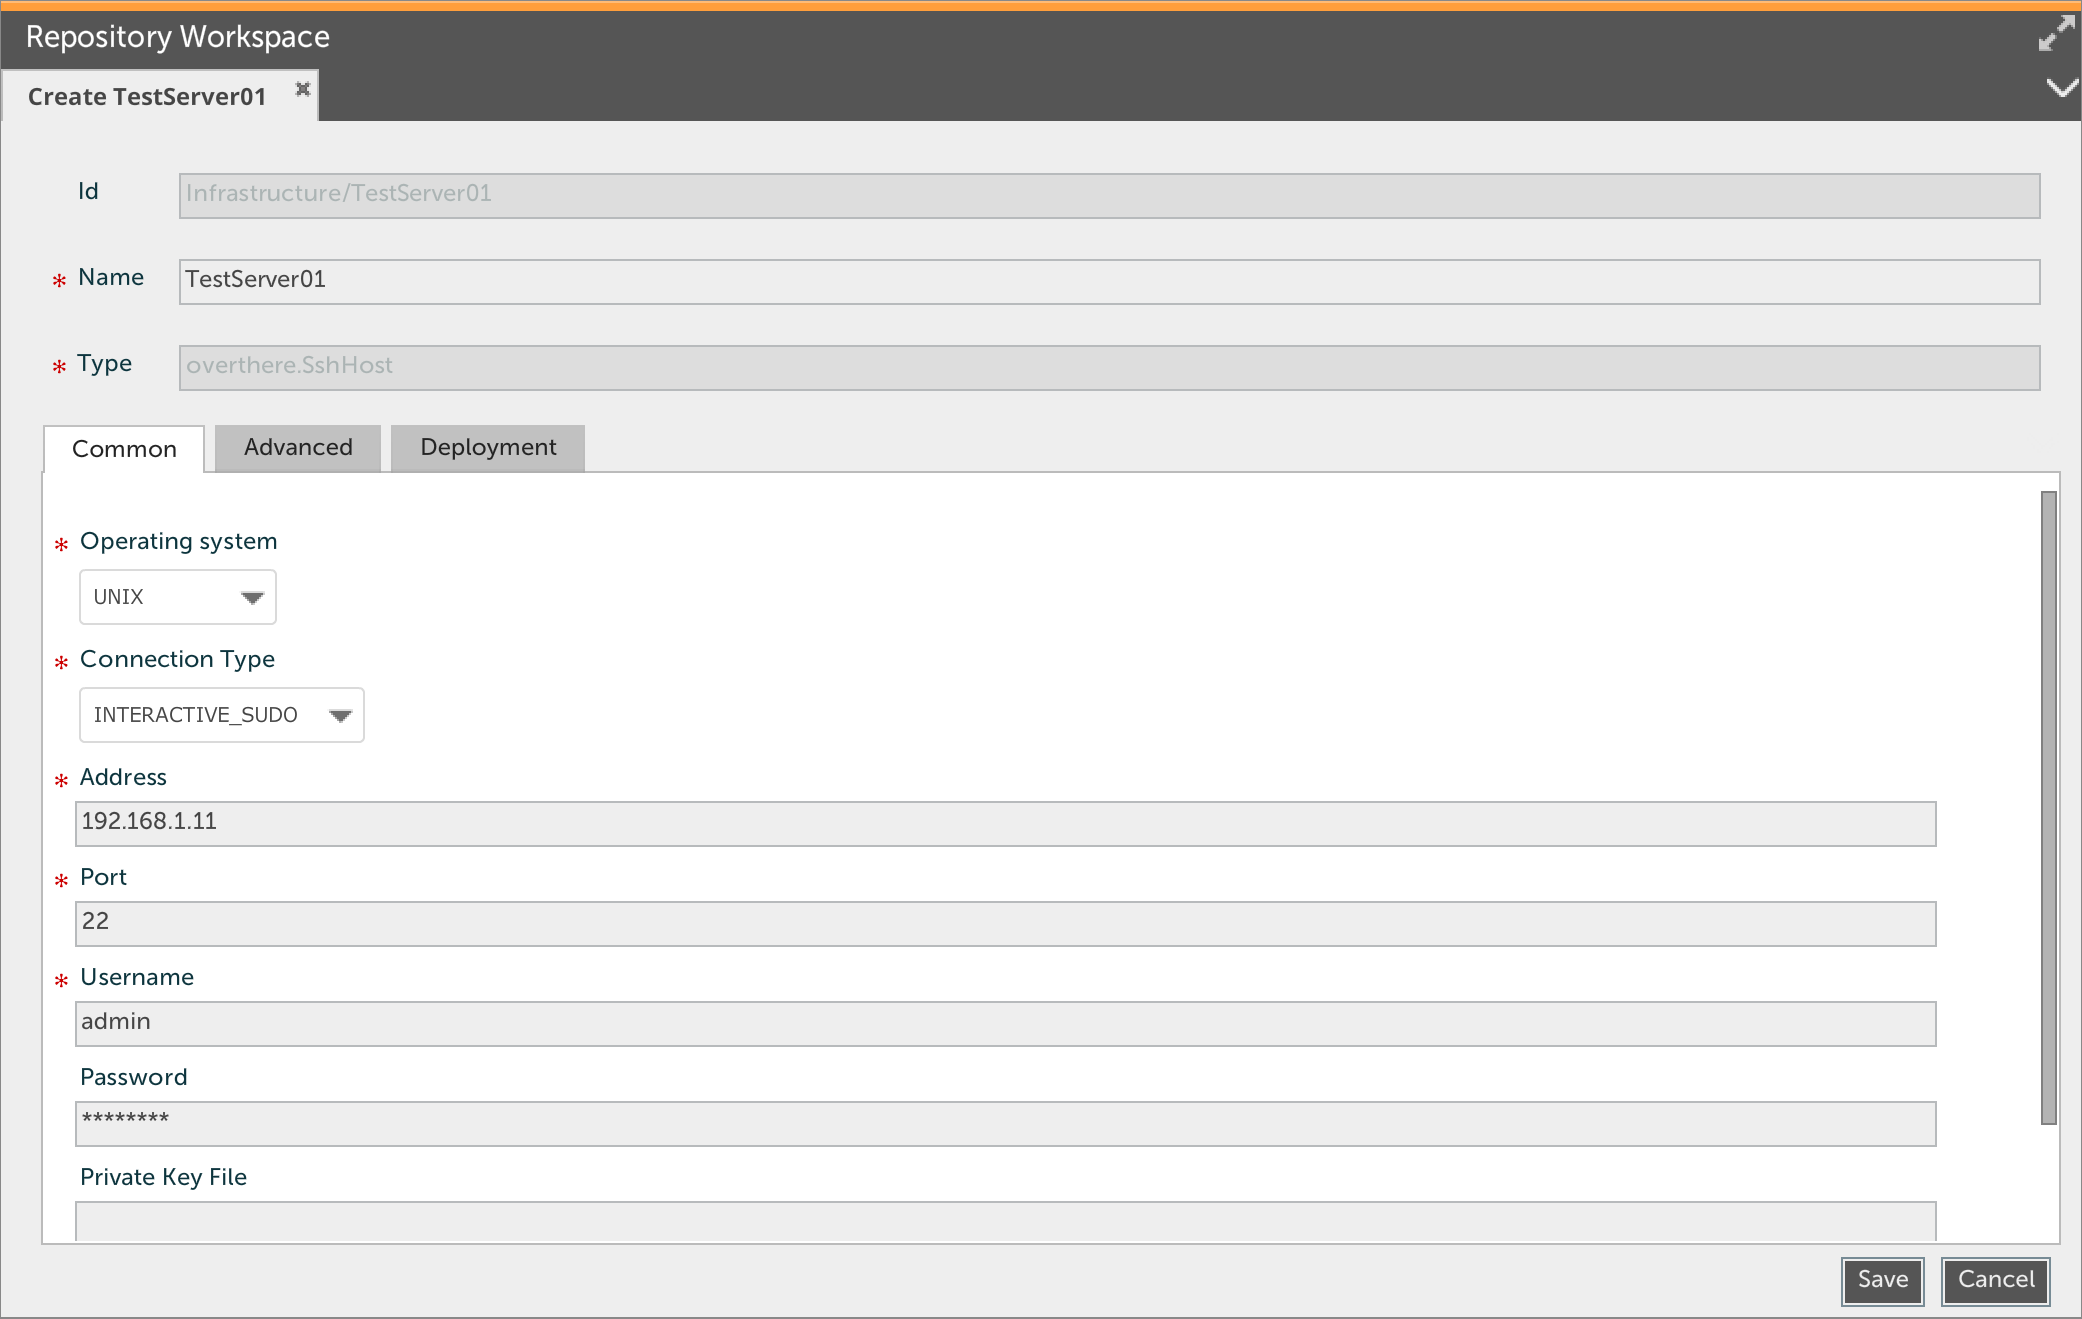 Repository Workspace
Create TestServer01
Id
Infrastructure/TestServer01
* Name
TestServer01
* Type
overthere.SshHost
Common Advanced Deployment
* Operating system
UNIX
* Connection Type
INTERACTIVE_SUDO
* Address
192.168.1.11
* Port
22
* Username
admin
Password
********
Private Key File
Save Cancel